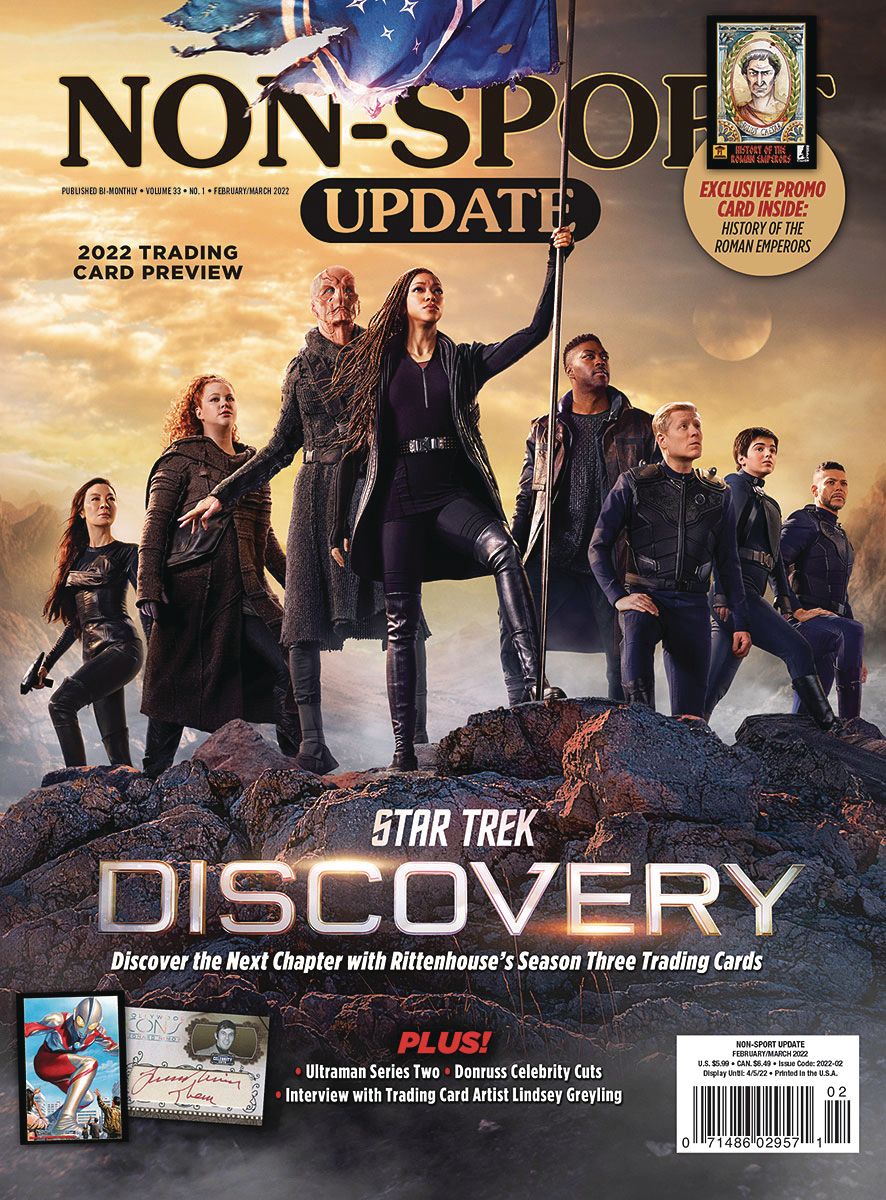 NON-SPORT
UPDATE
PUBLISHED BI-MONTHLY • VOLUME 33 • NO. 1 • FEBRUARY/MARCH 2022
2022 TRADING
CARD PREVIEW
HISTORY OF THE
ROMAN EMPERORS
EXCLUSIVE PROMO
CARD INSIDE:
HISTORY OF THE
ROMAN EMPERORS
STAR TREK
DISCOVERY
Discover the Next Chapter with Rittenhouse's Season Three Trading Cards
PLUS!
• Ultraman Series Two • Donruss Celebrity Cuts
• Interview with Trading Card Artist Lindsey Greyling
CELEBRITY
NON-SPORT UPDATE
FEBRUARY/MARCH 2022
U.S. $5.99 • CAN. $6.49 • Issue Code: 2022-02
Display Until: 4/5/22 • Printed in the U.S.A.
02
0 71486 02957 1